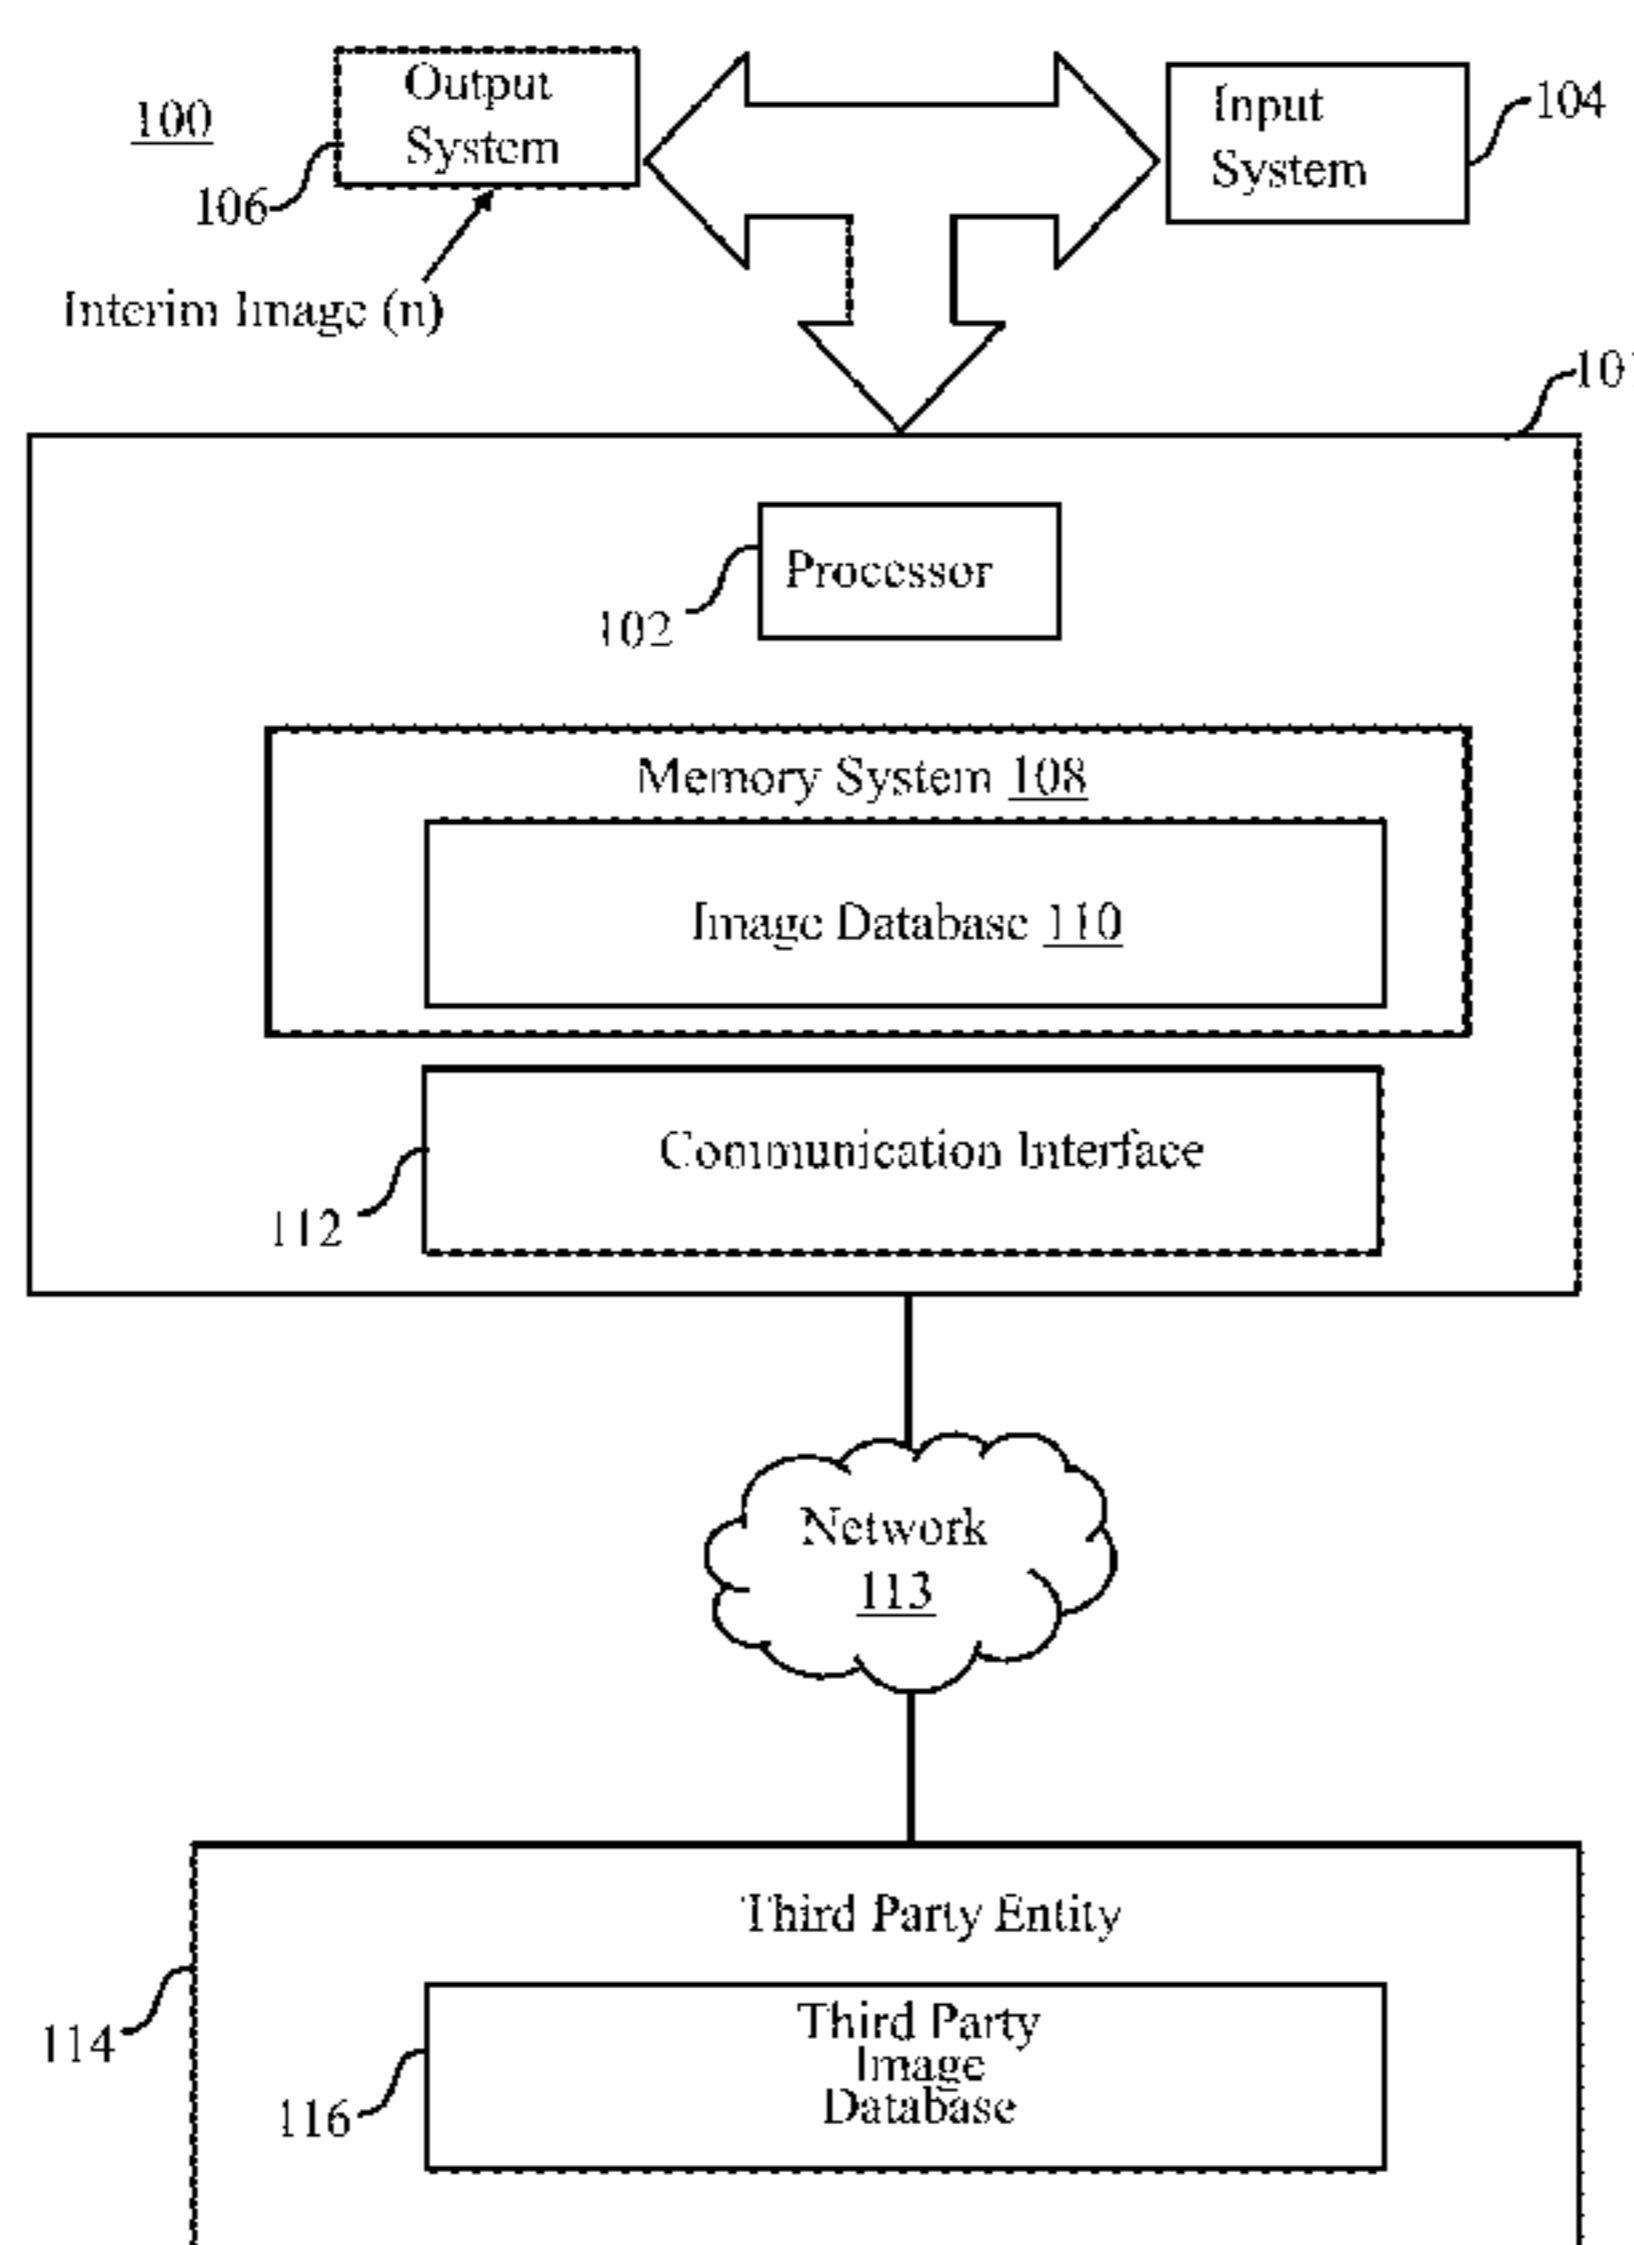 100
Output
System
106
Interim Image (n)
Input
System
104
101
Processor
102
Memory System 108
Image Database 110
Communication Interface
112
Network
113
Third Party Entity
114
Third Party
Image
Database
116